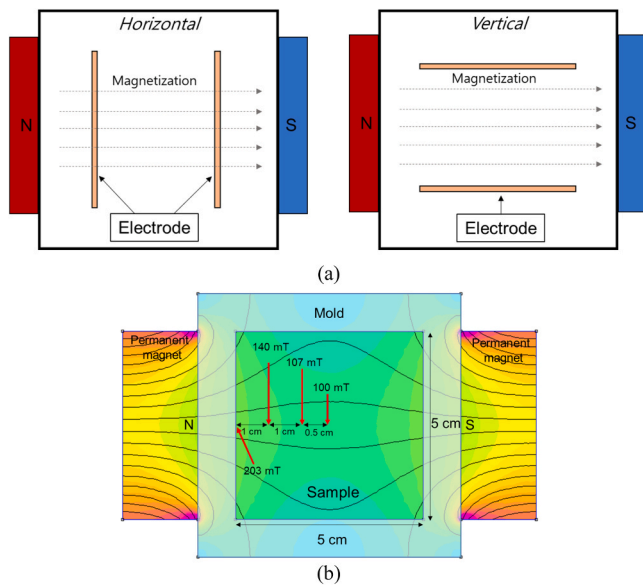 Horizontal
Magnetization
N
S
Electrode
Vertical
Magnetization
N
S
Electrode
(a)
Mold
Permanent
magnet
Permanent
magnet
140 mT
107 mT
100 mT
N
1 cm
1 cm
0.5 cm
5 cm
S
203 mT
Sample
5 cm
(b)